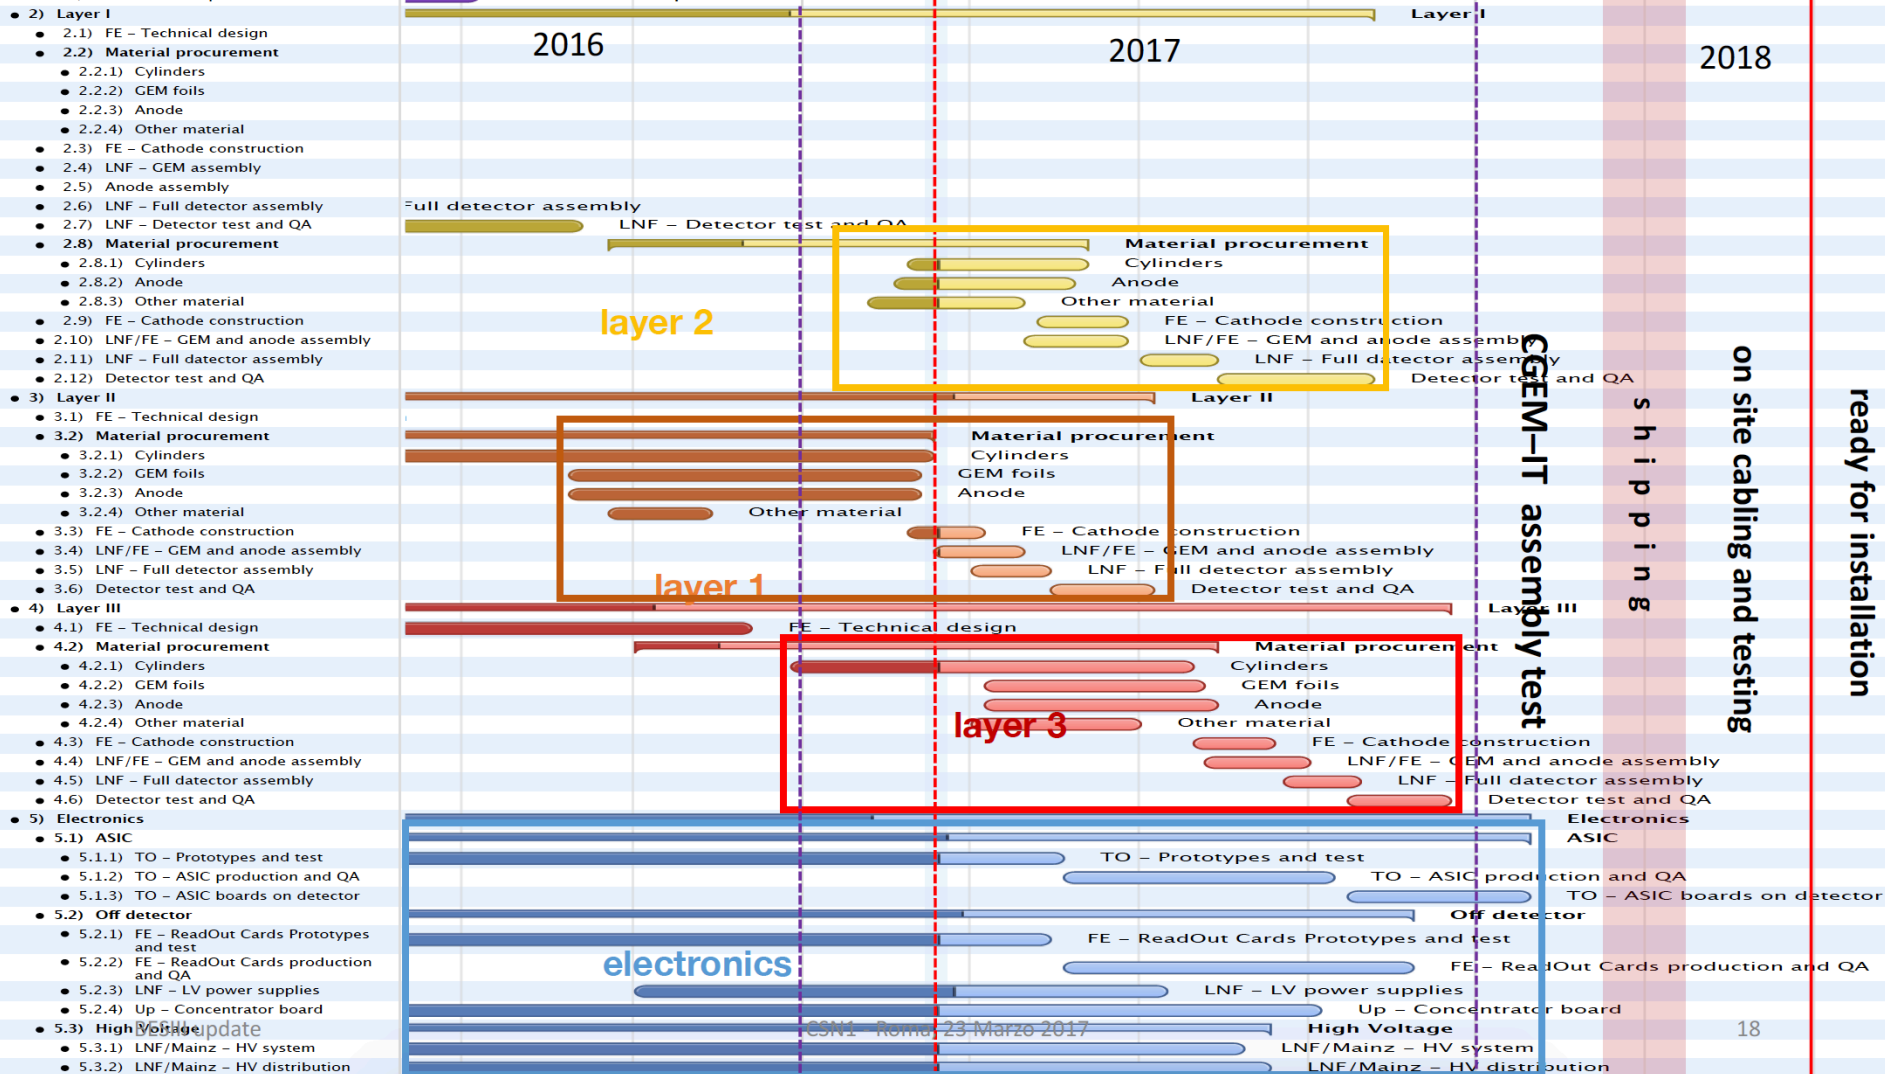 2) Layer I
Layer I
2016
2017
2018
2.1) FE – Technical design
2.2) Material procurement
2.2.1) Cylinders
2.2.2) GEM foils
2.2.3) Anode
2.2.4) Other material
2.3) FE – Cathode construction
2.4) LNF – GEM assembly
2.5) Anode assembly
2.6) LNF – Full detector assembly
Full detector assembly
2.7) LNF – Detector test and QA
LNF – Detector test and QA
2.8) Material procurement
Material procurement
2.8.1) Cylinders
Cylinders
2.8.2) Anode
Anode
2.8.3) Other material
Other material
layer 2
2.9) FE – Cathode construction
FE – Cathode construction
2.10) LNF/FE – GEM and anode assembly
LNF/FE – GEM and anode assembly
2.11) LNF – Full datector assembly
LNF – Full datector assembly
2.12) Detector test and QA
Detector test and QA
3) Layer II
Layer II
3.1) FE – Technical design
3.2) Material procurement
Material procurement
3.2.1) Cylinders
Cylinders
3.2.2) GEM foils
GEM foils
3.2.3) Anode
Anode
3.2.4) Other material
Other material
3.3) FE – Cathode construction
FE – Cathode construction
3.4) LNF/FE – GEM and anode assembly
LNF/FE – GEM and anode assembly
3.5) LNF – Full detector assembly
LNF – Full detector assembly
3.6) Detector test and QA
layer 1
Detector test and QA
4) Layer III
Layer III
4.1) FE – Technical design
FE – Technical design
4.2) Material procurement
Material procurement
4.2.1) Cylinders
Cylinders
4.2.2) GEM foils
GEM foils
4.2.3) Anode
Anode
4.2.4) Other material
layer 3
Other material
4.3) FE – Cathode construction
FE – Cathode construction
4.4) LNF/FE – GEM and anode assembly
LNF/FE – GEM and anode assembly
4.5) LNF – Full datector assembly
LNF – Full datector assembly
4.6) Detector test and QA
Detector test and QA
CGEM–IT assembly test
shipping
on site cabling and testing
ready for installation
5) Electronics
Electronics
5.1) ASIC
ASIC
5.1.1) TO – Prototypes and test
TO – Prototypes and test
5.1.2) TO – ASIC production and QA
TO – ASIC production and QA
5.1.3) TO – ASIC boards on detector
TO – ASIC boards on detector
5.2) Off detector
Off detector
5.2.1) FE – ReadOut Cards Prototypes
and test
FE – ReadOut Cards Prototypes and test
5.2.2) FE – ReadOut Cards production
and QA
electronics
FE – ReadOut Cards production and QA
5.2.3) LNF – LV power supplies
LNF – LV power supplies
5.2.4) Up – Concentrator board
Up – Concentrator board
5.3) High Voltage
High Voltage
BESIII update
CSN1 - Roma, 23 Marzo 2017
18
5.3.1) LNF/Mainz – HV system
LNF/Mainz – HV system
5.3.2) LNF/Mainz – HV distribution
LNF/Mainz – HV distribution